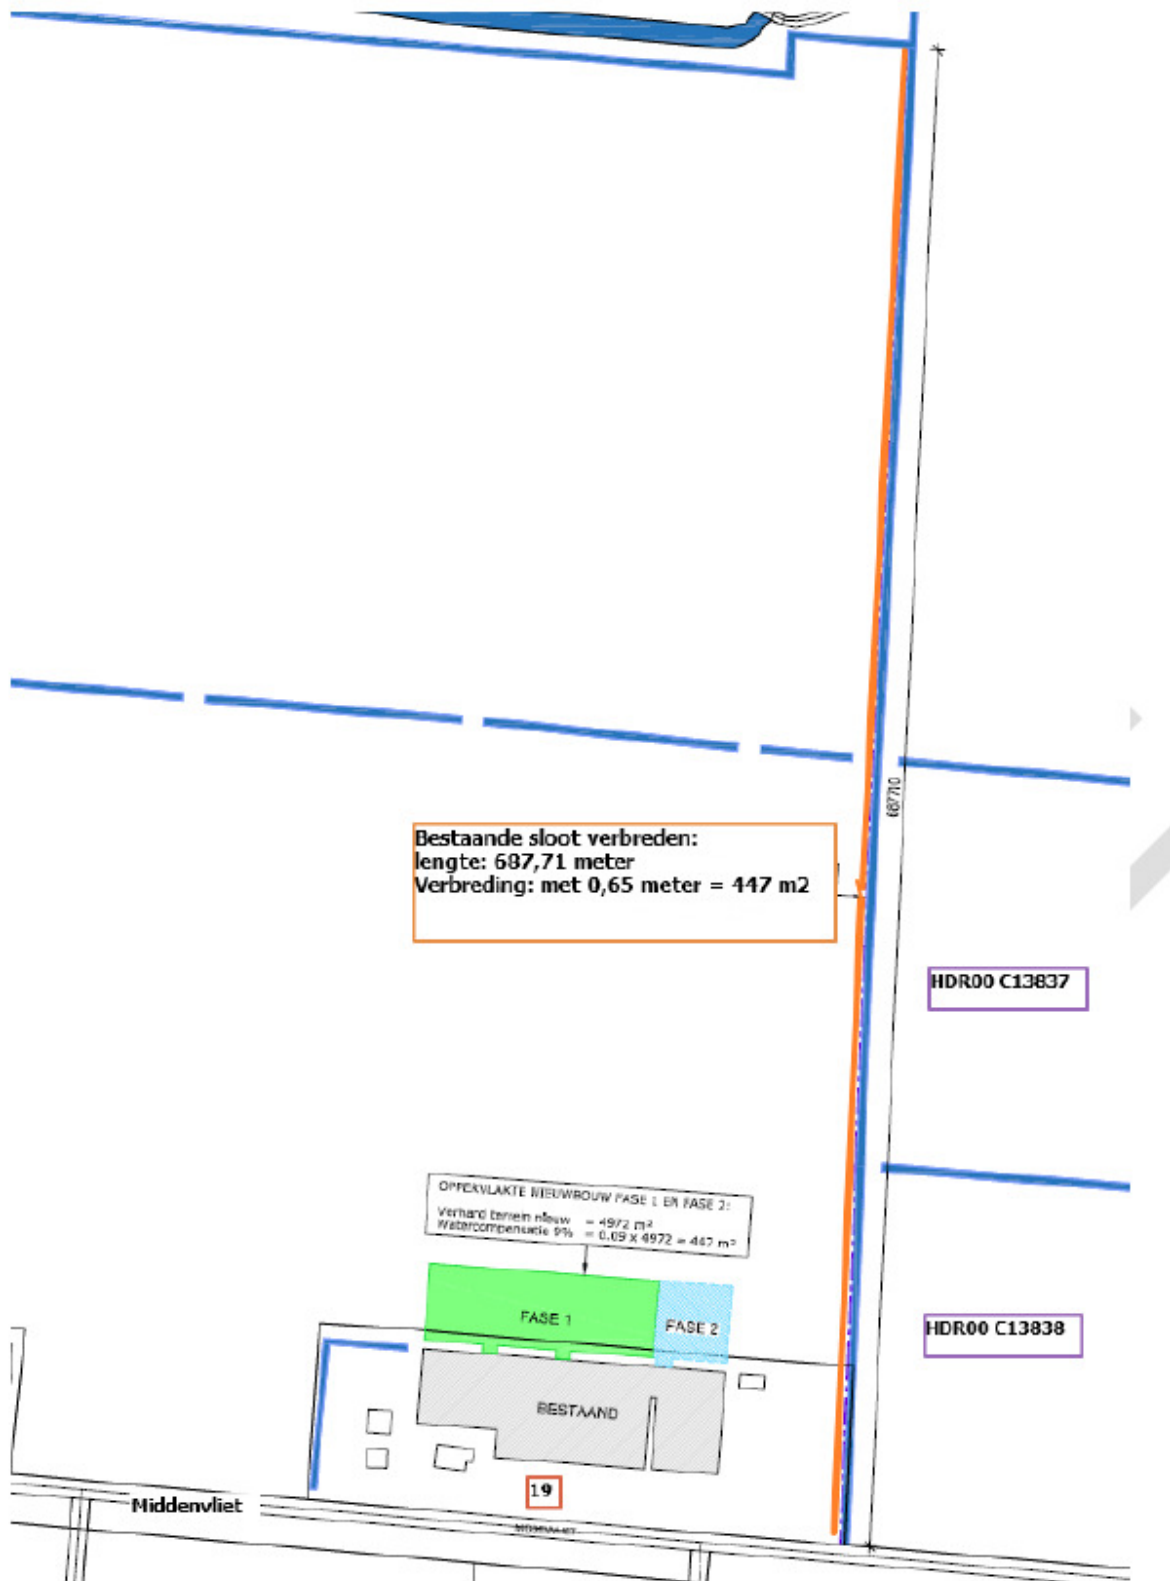 687710
Bestaande sloot verbreden:
lengte: 687,71 meter
Verbreding: met 0,65 meter = 447 m2
HDR00 C13837
OPPERVLAKTE NIEUWBOUW FASE 1 EN FASE 2:
Verhard terrein nieuw = 4972 m²
Watercompensatie 9% = 0.09 x 4972 = 447 m²
FASE 1
FASE 2
HDR00 C13838
BESTAAND
19
Middenvliet
MIDDENVLIET